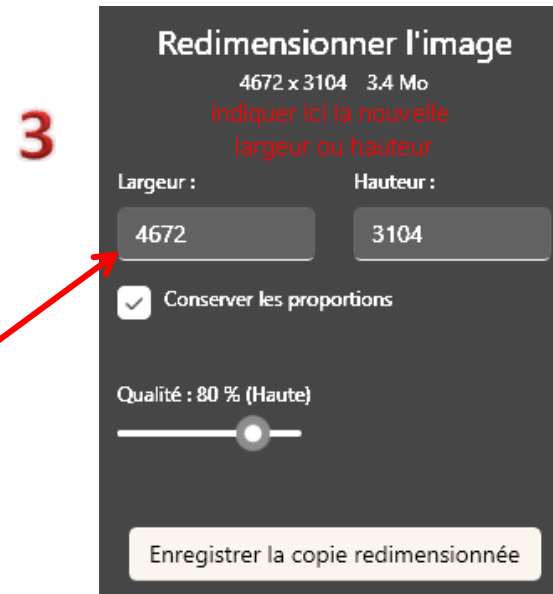 Redimensionner l'image
4672 x 3104 3.4 Mo
Indiquer ici la nouvelle
largeur ou hauteur
3
Largeur : Hauteur :
4672 3104
Conserver les proportions
Qualité : 80 % (Haute)
Enregistrer la copie redimensionnée